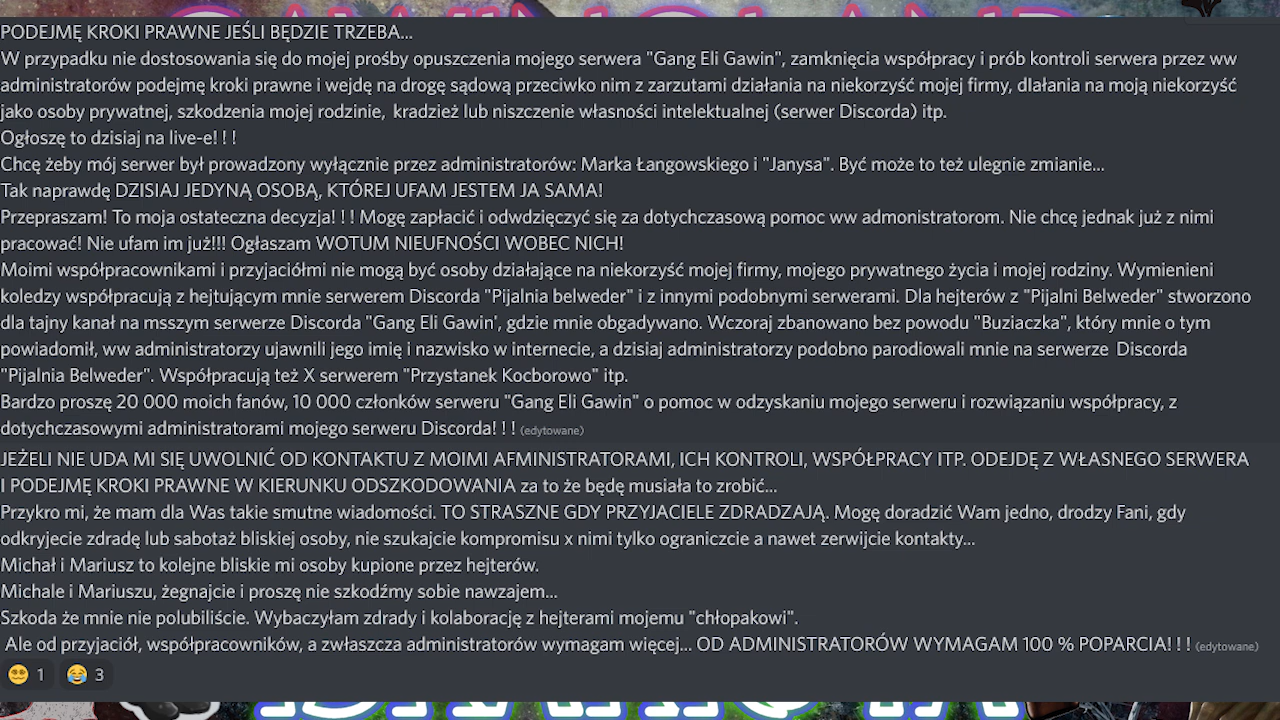 PODEJMĘ KROKI PRAWNE JEŚLI BĘDZIE TRZEBA...
W przypadku nie dostosowania się do mojej prośby opuszczenia mojego serwera "Gang Eli Gawin", zamknięcia współpracy i prób kontroli serwera przez ww
administratorów podejmę kroki prawne i wejdę na drogę sądową przeciwko nim z zarzutami działania na niekorzyść mojej firmy, dlałania na moją niekorzyść
jako osoby prywatnej, szkodzenia mojej rodzinie,  kradzież lub niszczenie własności intelektualnej (serwer Discorda) itp.
Ogłoszę to dzisiaj na live-e! ! !
Chcę żeby mój serwer był prowadzony wyłącznie przez administratorów: Marka Łangowskiego i "Janysa". Być może to też ulegnie zmianie...
Tak naprawdę DZISIAJ JEDYNĄ OSOBĄ, KTÓREJ UFAM JESTEM JA SAMA!
Przepraszam! To moja ostateczna decyzja! ! ! Mogę zapłacić i odwdzięczyć się za dotychczasową pomoc ww admonistratorom. Nie chcę jednak już z nimi
pracować! Nie ufam im już!!! Ogłaszam WOTUM NIEUFNOŚCI WOBEC NICH!
Moimi współpracownikami i przyjaciółmi nie mogą być osoby działające na niekorzyść mojej firmy, mojego prywatnego życia i mojej rodziny. Wymienieni
koledzy współpracują z hejtującym mnie serwerem Discorda "Pijalnia belweder" i z innymi podobnymi serwerami. Dla hejterów z "Pijalni Belweder" stworzono
dla tajny kanał na msszym serwerze Discorda "Gang Eli Gawin', gdzie mnie obgadywano. Wczoraj zbanowano bez powodu "Buziaczka", który mnie o tym
powiadomił, ww administratorzy ujawnili jego imię i nazwisko w internecie, a dzisiaj administratorzy podobno parodiowali mnie na serwerze  Discorda
"Pijalnia Belweder". Współpracują też X serwerem "Przystanek Kocborowo" itp.
Bardzo proszę 20 000 moich fanów, 10 000 członków serweru "Gang Eli Gawin" o pomoc w odzyskaniu mojego serweru i rozwiązaniu współpracy, z
dotychczasowymi administratorami mojego serweru Discorda! ! ! (edytowane)
JEŻELI NIE UDA MI SIĘ UWOLNIĆ OD KONTAKTU Z MOIMI AFMINISTRATORAMI, ICH KONTROLI, WSPÓŁPRACY ITP. ODEJDĘ Z WŁASNEGO SERWERA
I PODEJMĘ KROKI PRAWNE W KIERUNKU ODSZKODOWANIA za to że będę musiała to zrobić...
Przykro mi, że mam dla Was takie smutne wiadomości. TO STRASZNE GDY PRZYJACIELE ZDRADZAJĄ. Mogę doradzić Wam jedno, drodzy Fani, gdy
odkryjecie zdradę lub sabotaż bliskiej osoby, nie szukajcie kompromisu x nimi tylko ograniczcie a nawet zerwijcie kontakty...
Michał i Mariusz to kolejne bliskie mi osoby kupione przez hejterów.
Michale i Mariuszu, żegnajcie i proszę nie szkodźmy sobie nawzajem...
Szkoda że mnie nie polubiliście. Wybaczyłam zdrady i kolaborację z hejterami mojemu "chłopakowi".
Ale od przyjaciół, współpracowników, a zwłaszcza administratorów wymagam więcej... OD ADMINISTRATORÓW WYMAGAM 100 % POPARCIA! ! ! (edytowane)
1 3